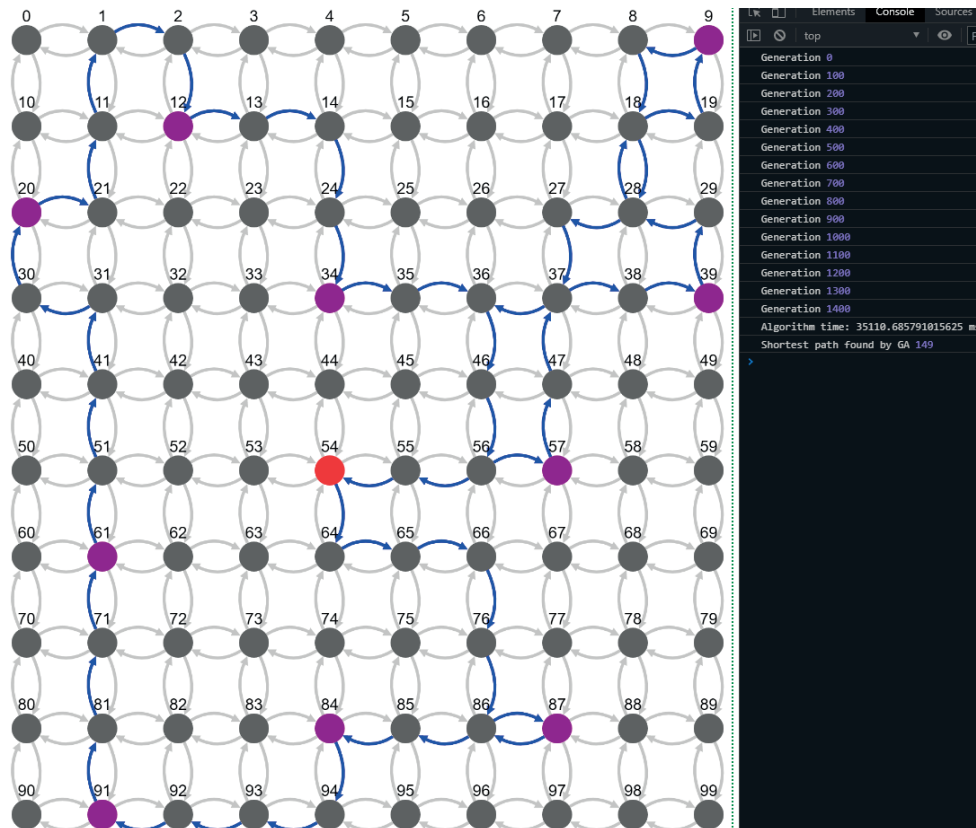 0 1 2 3 4 5 6 7 8 9
10 11 12 13 14 15 16 17 18 19
20 21 22 23 24 25 26 27 28 29
30 31 32 33 34 35 36 37 38 39
40 41 42 43 44 45 46 47 48 49
50 51 52 53 54 55 56 57 58 59
60 61 62 63 64 65 66 67 68 69
70 71 72 73 74 75 76 77 78 79
80 81 82 83 84 85 86 87 88 89
90 91 92 93 94 95 96 97 98 99
Elements Console Sources
top
Generation 0
Generation 100
Generation 200
Generation 300
Generation 400
Generation 500
Generation 600
Generation 700
Generation 800
Generation 900
Generation 1000
Generation 1100
Generation 1200
Generation 1300
Generation 1400
Algorithm time: 35110.685791015625 ms
Shortest path found by GA 149